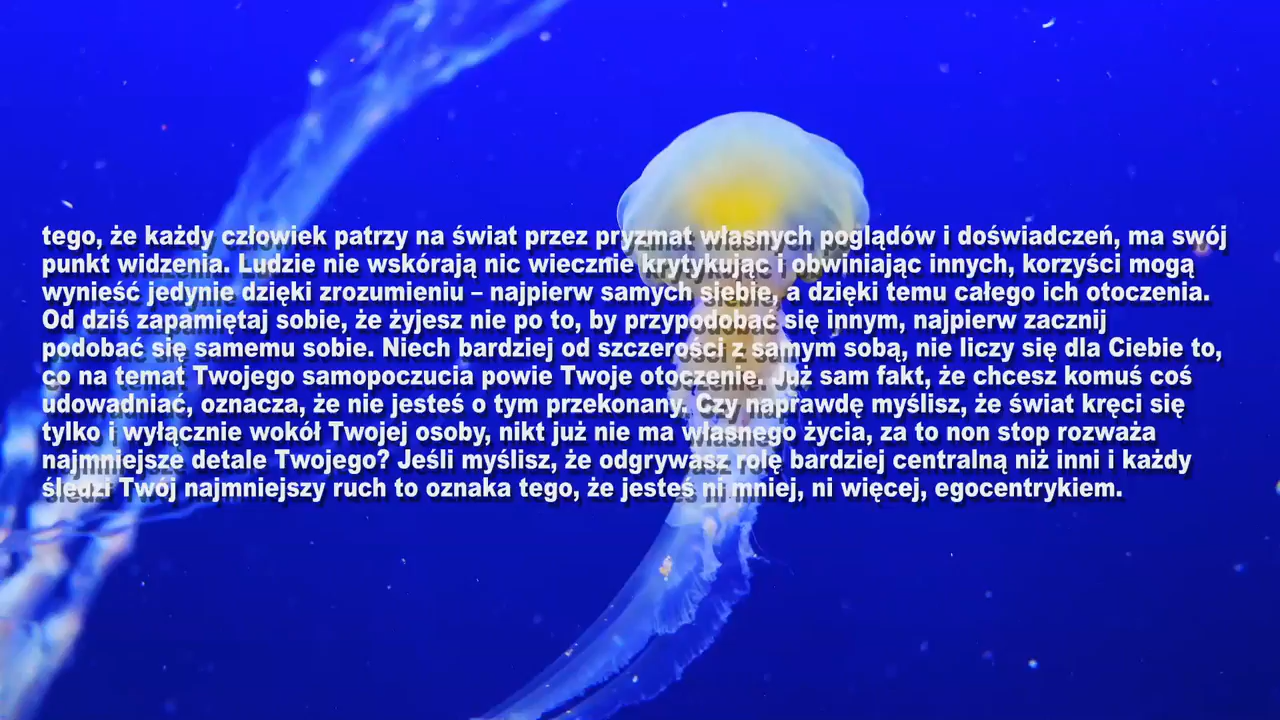 tego, że każdy człowiek patrzy na świat przez pryzmat własnych poglądów i doświadczeń, ma swój
punkt widzenia. Ludzie nie wskórają nic wiecznie krytykując i obwiniając innych, korzyści mogą
wynieść jedynie dzięki zrozumieniu – najpierw samych siebie, a dzięki temu całego ich otoczenia.
Od dziś zapamiętaj sobie, że żyjesz nie po to, by przypodobać się innym, najpierw zacznij
podobać się samemu sobie. Niech bardziej od szczerości z samym sobą, nie liczy się dla Ciebie to,
co na temat Twojego samopoczucia powie Twoje otoczenie. Już sam fakt, że chcesz komuś coś
udowadniać, oznacza, że nie jesteś o tym przekonany. Czy naprawdę myślisz, że świat kręci się
tylko i wyłącznie wokół Twojej osoby, nikt już nie ma własnego życia, za to non stop rozważa
najmniejsze detale Twojego? Jeśli myślisz, że odgrywasz rolę bardziej centralną niż inni i każdy
śledzi Twój najmniejszy ruch to oznaka tego, że jesteś ni mniej, ni więcej, egocentrykiem.